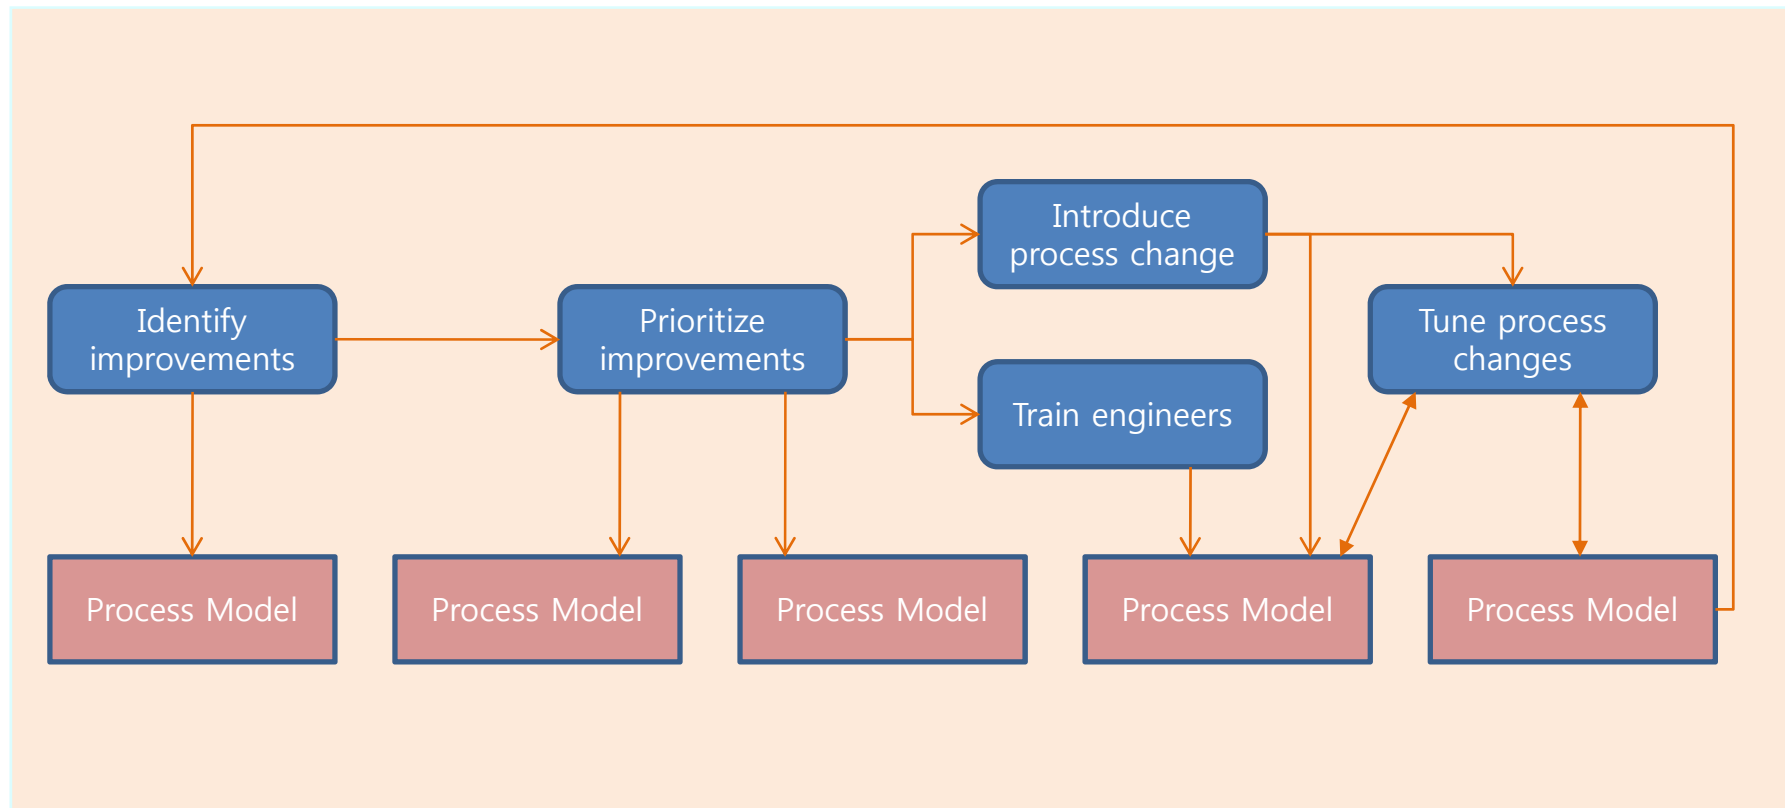 Introduce
process change
Identify
improvements
Prioritize
improvements
Tune process
changes
Train engineers
Process Model
Process Model
Process Model
Process Model
Process Model